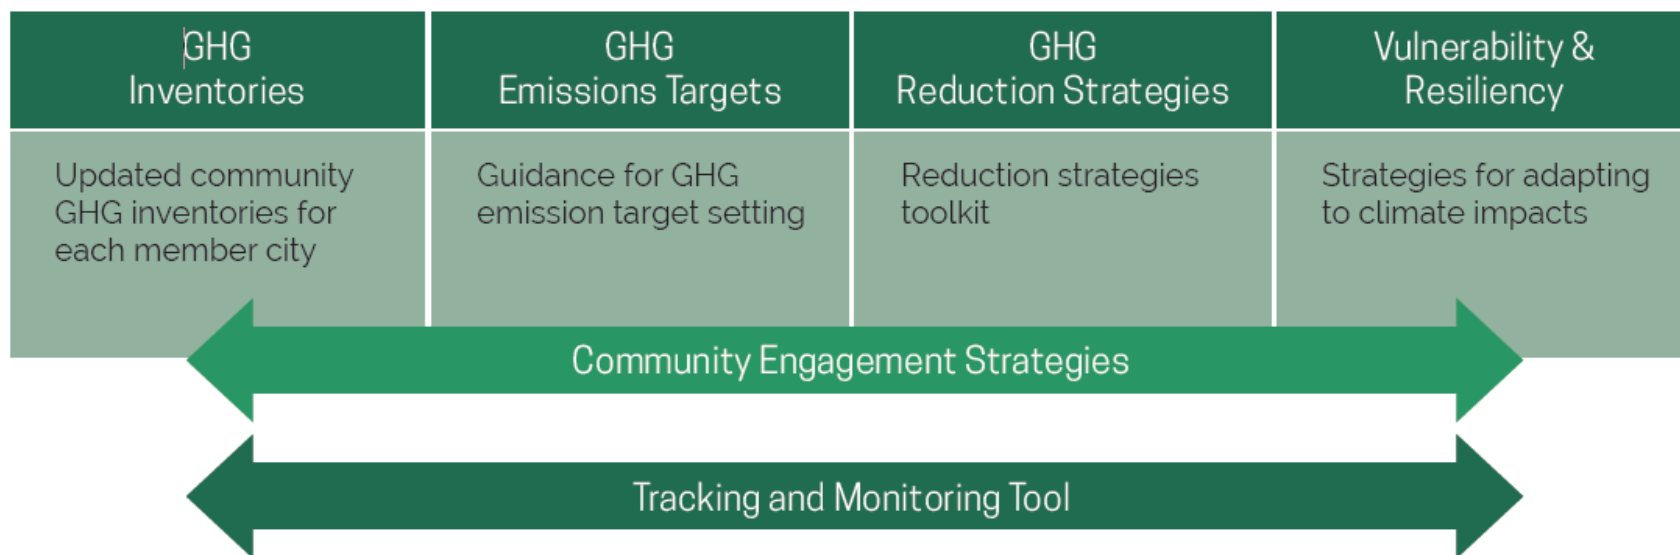 GHG
Inventories
GHG
Emissions Targets
GHG
Reduction Strategies
Vulnerability &
Resiliency
Updated community
GHG inventories for
each member city
Guidance for GHG
emission target setting
Reduction strategies
toolkit
Strategies for adapting
to climate impacts
Community Engagement Strategies
Tracking and Monitoring Tool